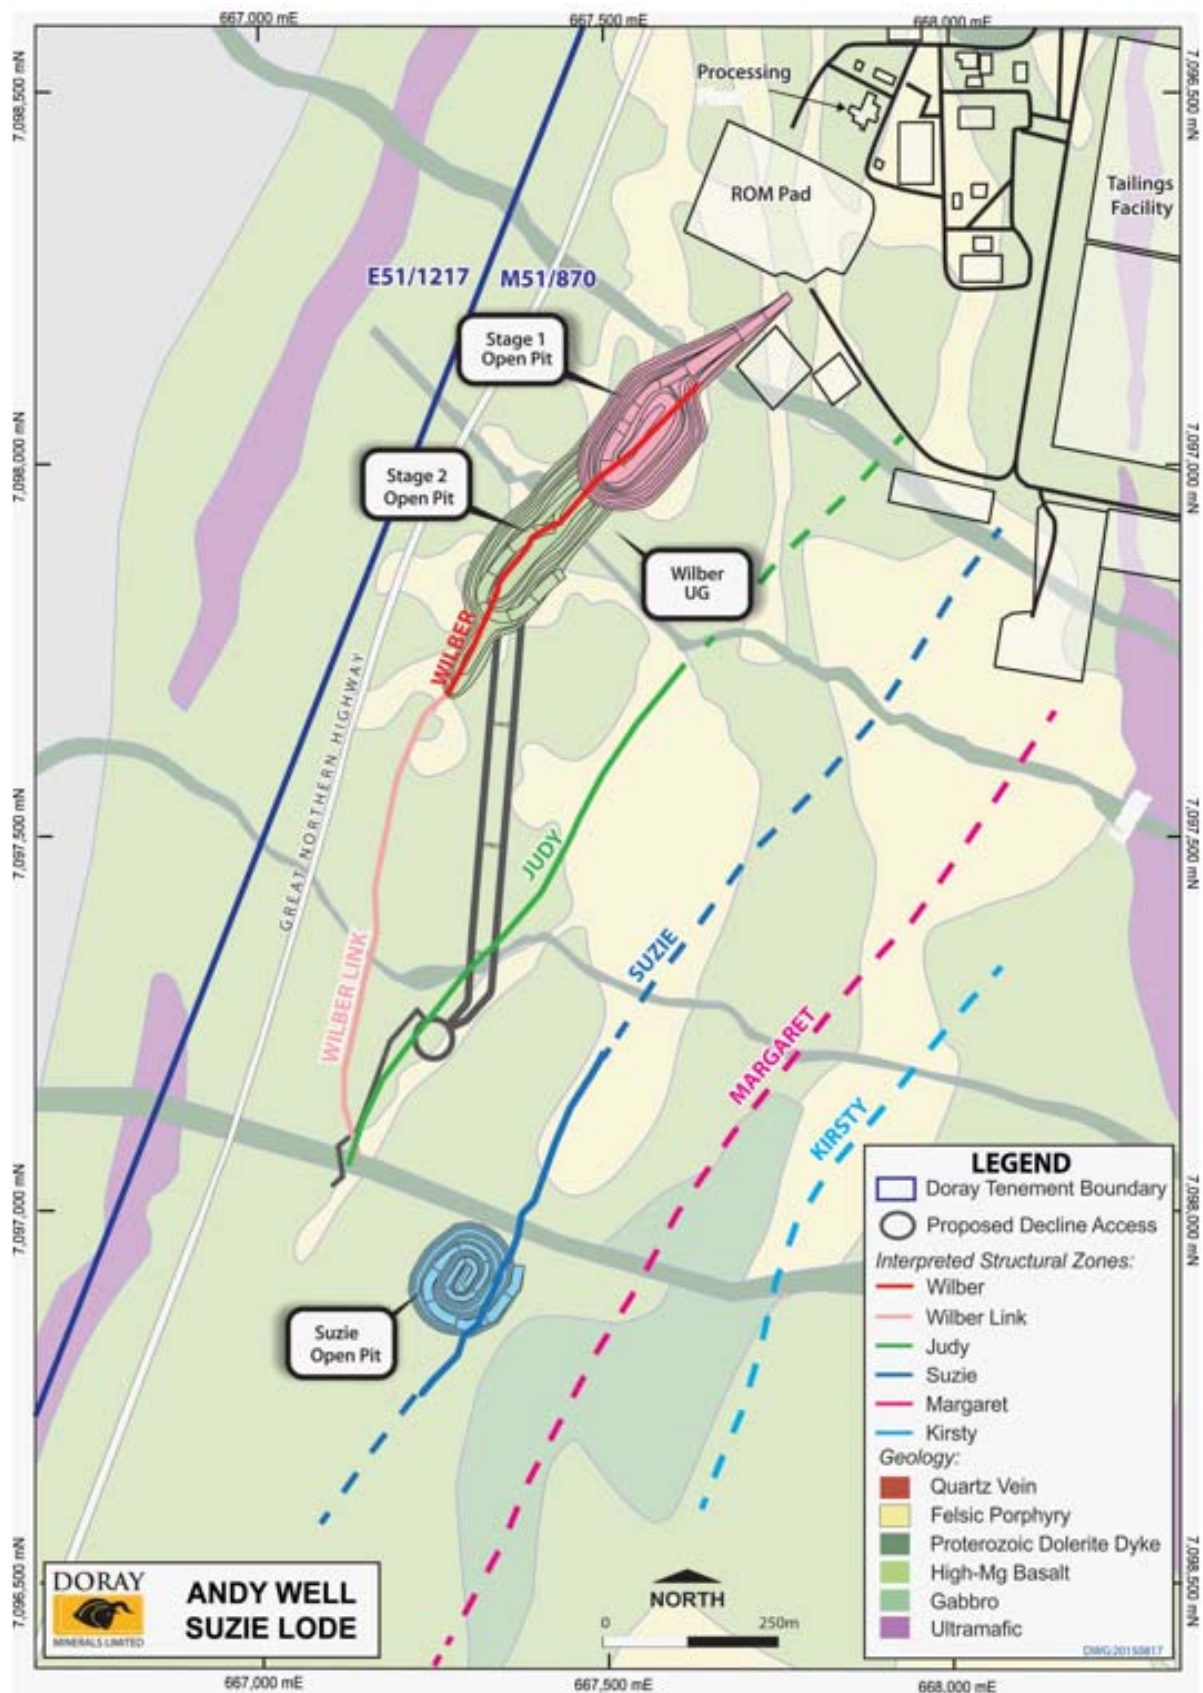 667,000 mE
667,500 mE
668,000 mE
7,098,500 mN
7,096,500 mN
Processing
ROM Pad
Tailings
Facility
E51/1217
M51/870
Stage 1
Open Pit
7,098,000 mN
7,097,000 mN
Stage 2
Open Pit
Wilber
UG
WILBER
GREAT NORTHERN HIGHWAY
7,097,500 mN
7,097,500 mN
JUDY
WILBER LINK
SUZIE
MARGARET
KIRSTY
7,097,000 mN
7,098,000 mN
Suzie
Open Pit
LEGEND
Doray Tenement Boundary
Proposed Decline Access
Interpreted Structural Zones:
Wilber
Wilber Link
Judy
Suzie
Margaret
Kirsty
Geology:
Quartz Vein
Felsic Porphyry
Proterozoic Dolerite Dyke
High-Mg Basalt
Gabbro
Ultramafic
DWG:20150817
7,096,500 mN
7,098,500 mN
DORAY
MINERALS LIMITED
ANDY WELL
SUZIE LODE
NORTH
0
250m
667,000 mE
667,500 mE
668,000 mE